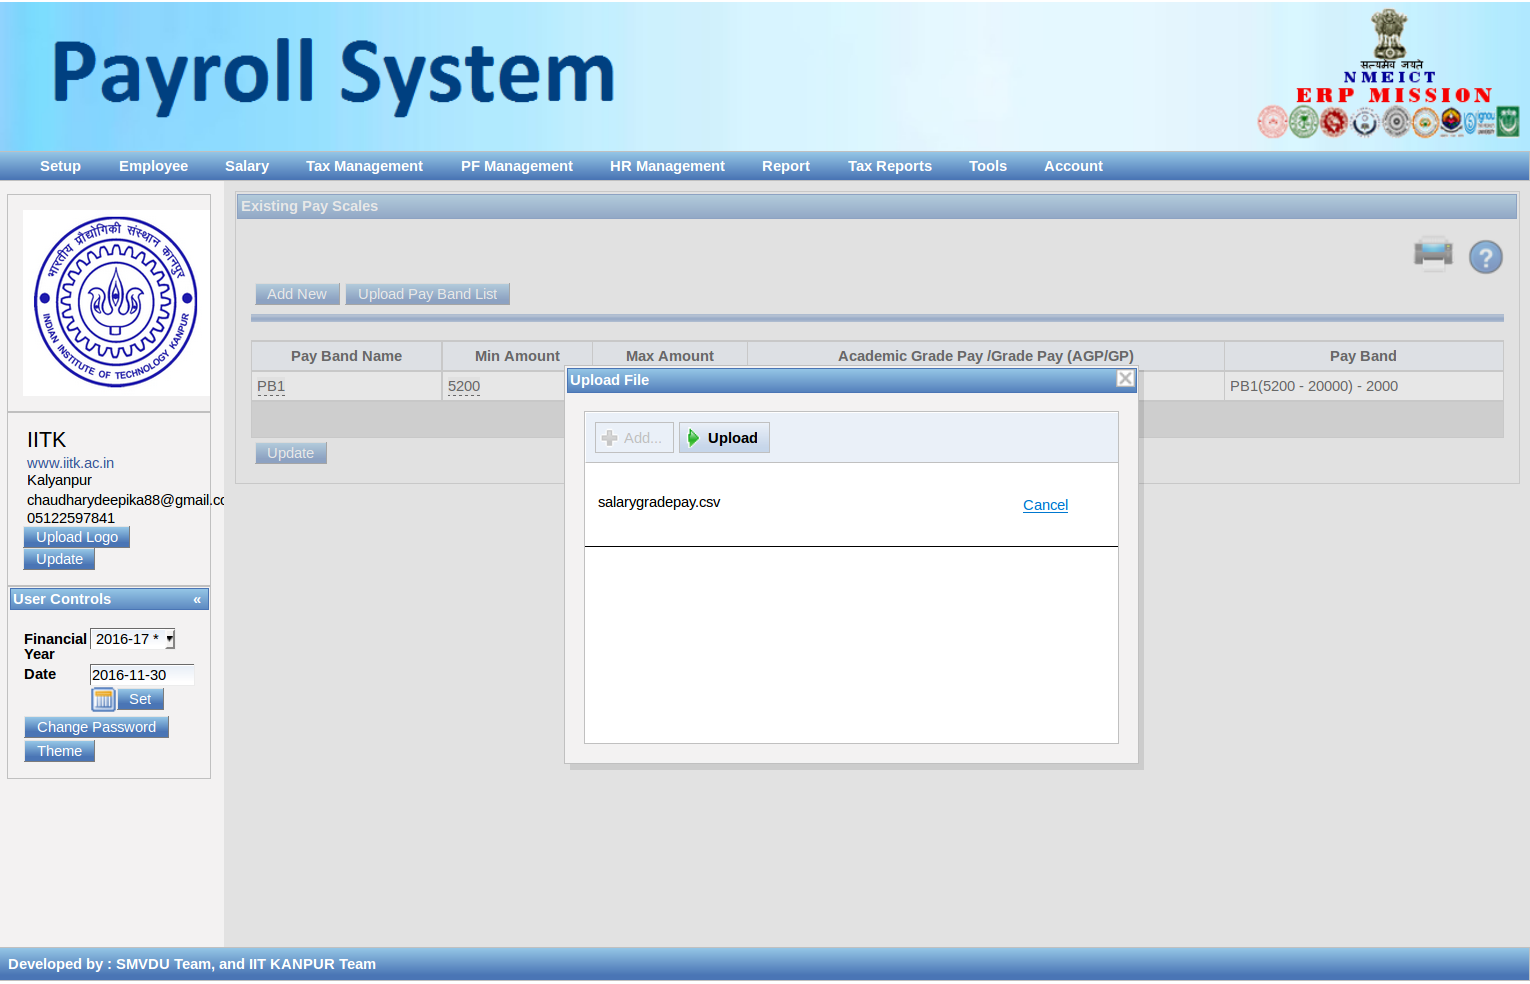 Payroll System
सत्यमेव जयते
NMEICT
ERP MISSION
Setup Employee Salary Tax Management PF Management HR Management Report Tax Reports Tools Account
भारतीय प्रौद्योगिकी संस्थान कानपुर
INDIAN INSTITUTE OF TECHNOLOGY KANPUR
IITK
www.iitk.ac.in
Kalyanpur
chaudharydeepika88@gmail.co
05122597841
Upload Logo
Update
User Controls «
Financial Year 2016-17 *
Date 2016-11-30
Set
Change Password
Theme
Existing Pay Scales
?
Add New Upload Pay Band List
Pay Band Name Min Amount Max Amount Academic Grade Pay /Grade Pay (AGP/GP) Pay Band
PB1 5200 PB1(5200 - 20000) - 2000
Update
Upload File
Add... Upload
salarygradepay.csv Cancel
Developed by : SMVDU Team, and IIT KANPUR Team